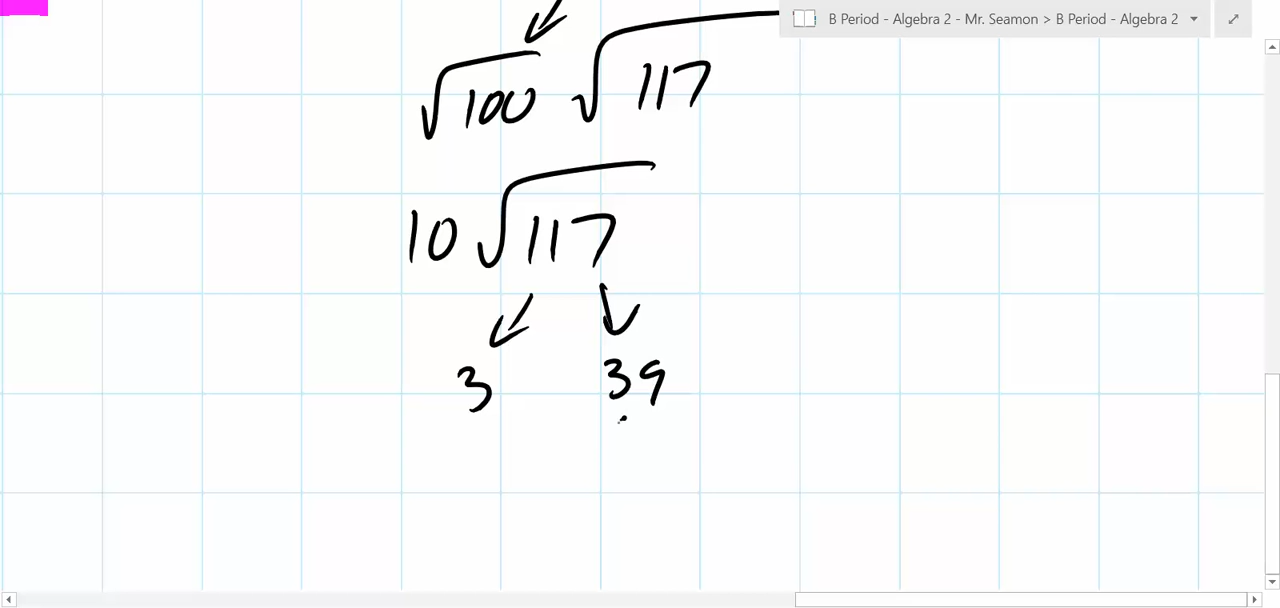 B Period - Algebra 2 - Mr. Seamon > B Period - Algebra 2
√100 √117
10√117
3 39